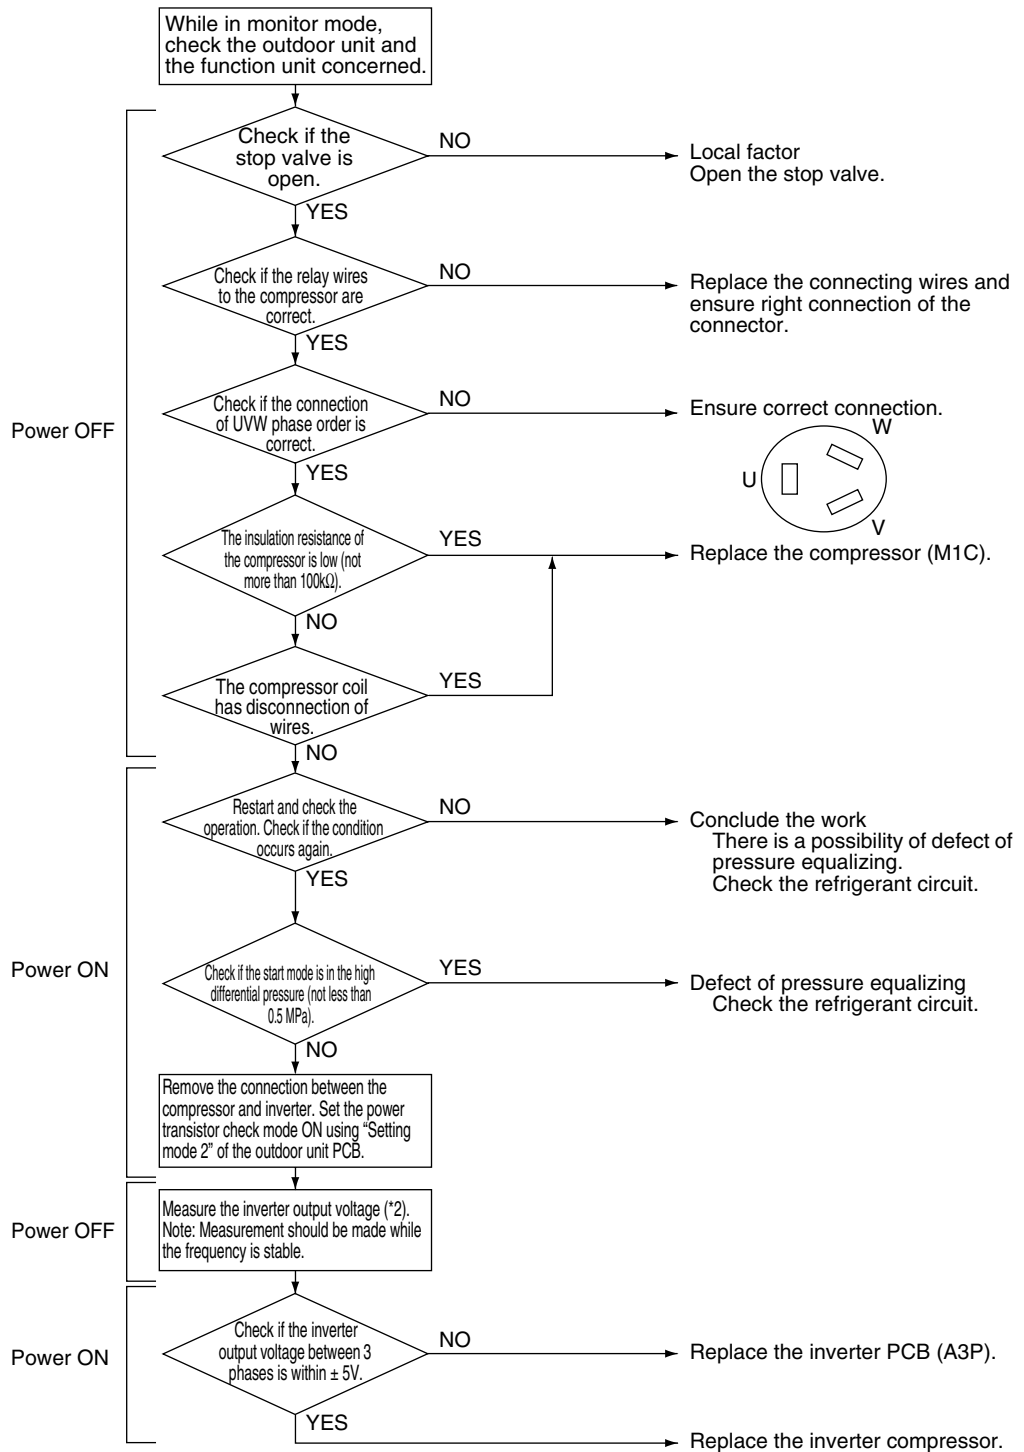 While in monitor mode,
check the outdoor unit and
the function unit concerned.
Check if the
stop valve is
open.
NO
Local factor
Open the stop valve.
YES
Check if the relay wires
to the compressor are
correct.
NO
Replace the connecting wires and
ensure right connection of the
connector.
YES
Power OFF
Check if the connection
of UVW phase order is
correct.
NO
Ensure correct connection.
W
U
V
YES
The insulation resistance of
the compressor is low (not
more than 100kΩ).
YES
Replace the compressor (M1C).
NO
The compressor coil
has disconnection of
wires.
YES
NO
Restart and check the
operation. Check if the condition
occurs again.
NO
Conclude the work
There is a possibility of defect of
pressure equalizing.
Check the refrigerant circuit.
YES
Power ON
Check if the start mode is in the high
differential pressure (not less than
0.5 MPa).
YES
Defect of pressure equalizing
Check the refrigerant circuit.
NO
Remove the connection between the
compressor and inverter. Set the power
transistor check mode ON using “Setting
mode 2” of the outdoor unit PCB.
Power OFF
Measure the inverter output voltage (*2).
Note: Measurement should be made while
the frequency is stable.
Power ON
Check if the inverter
output voltage between 3
phases is within ± 5V.
NO
Replace the inverter PCB (A3P).
YES
Replace the inverter compressor.